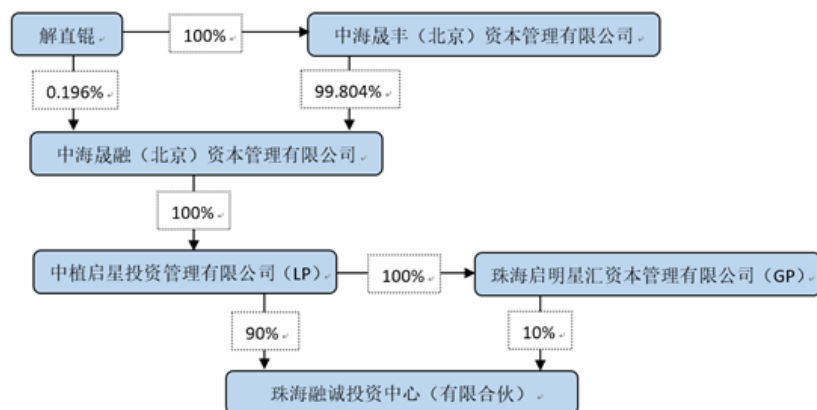 解直锟
100%
中海晟丰（北京）资本管理有限公司
0.196%
99.804%
中海晟融（北京）资本管理有限公司
100%
中植启星投资管理有限公司（LP）
100%
珠海启明星汇资本管理有限公司（GP）
90%
10%
珠海融诚投资中心（有限合伙）